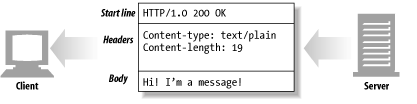 Start line
HTTP/1.0 200 OK
Headers
Content-type: text/plain
Content-length: 19
Body
Hi! I'm a message!
Client
Server